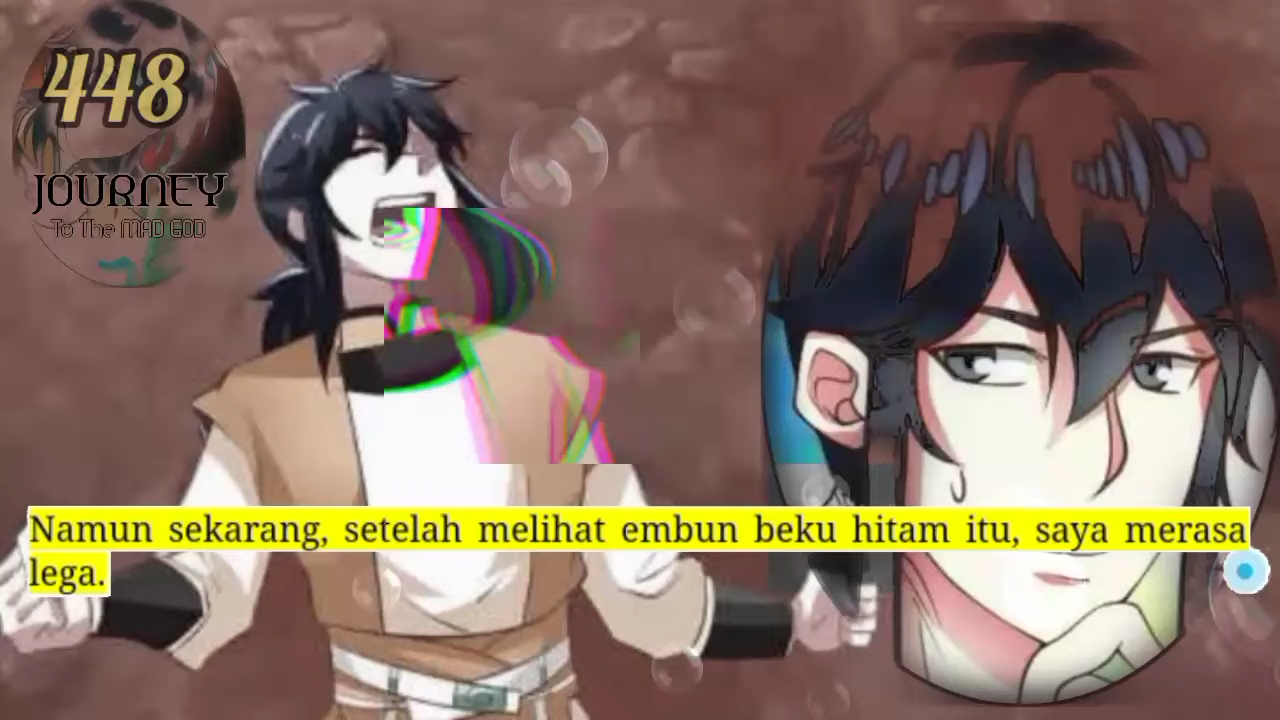 448
JOURNEY
To The MAD GOD
Namun sekarang, setelah melihat embun beku hitam itu, saya merasa
lega.